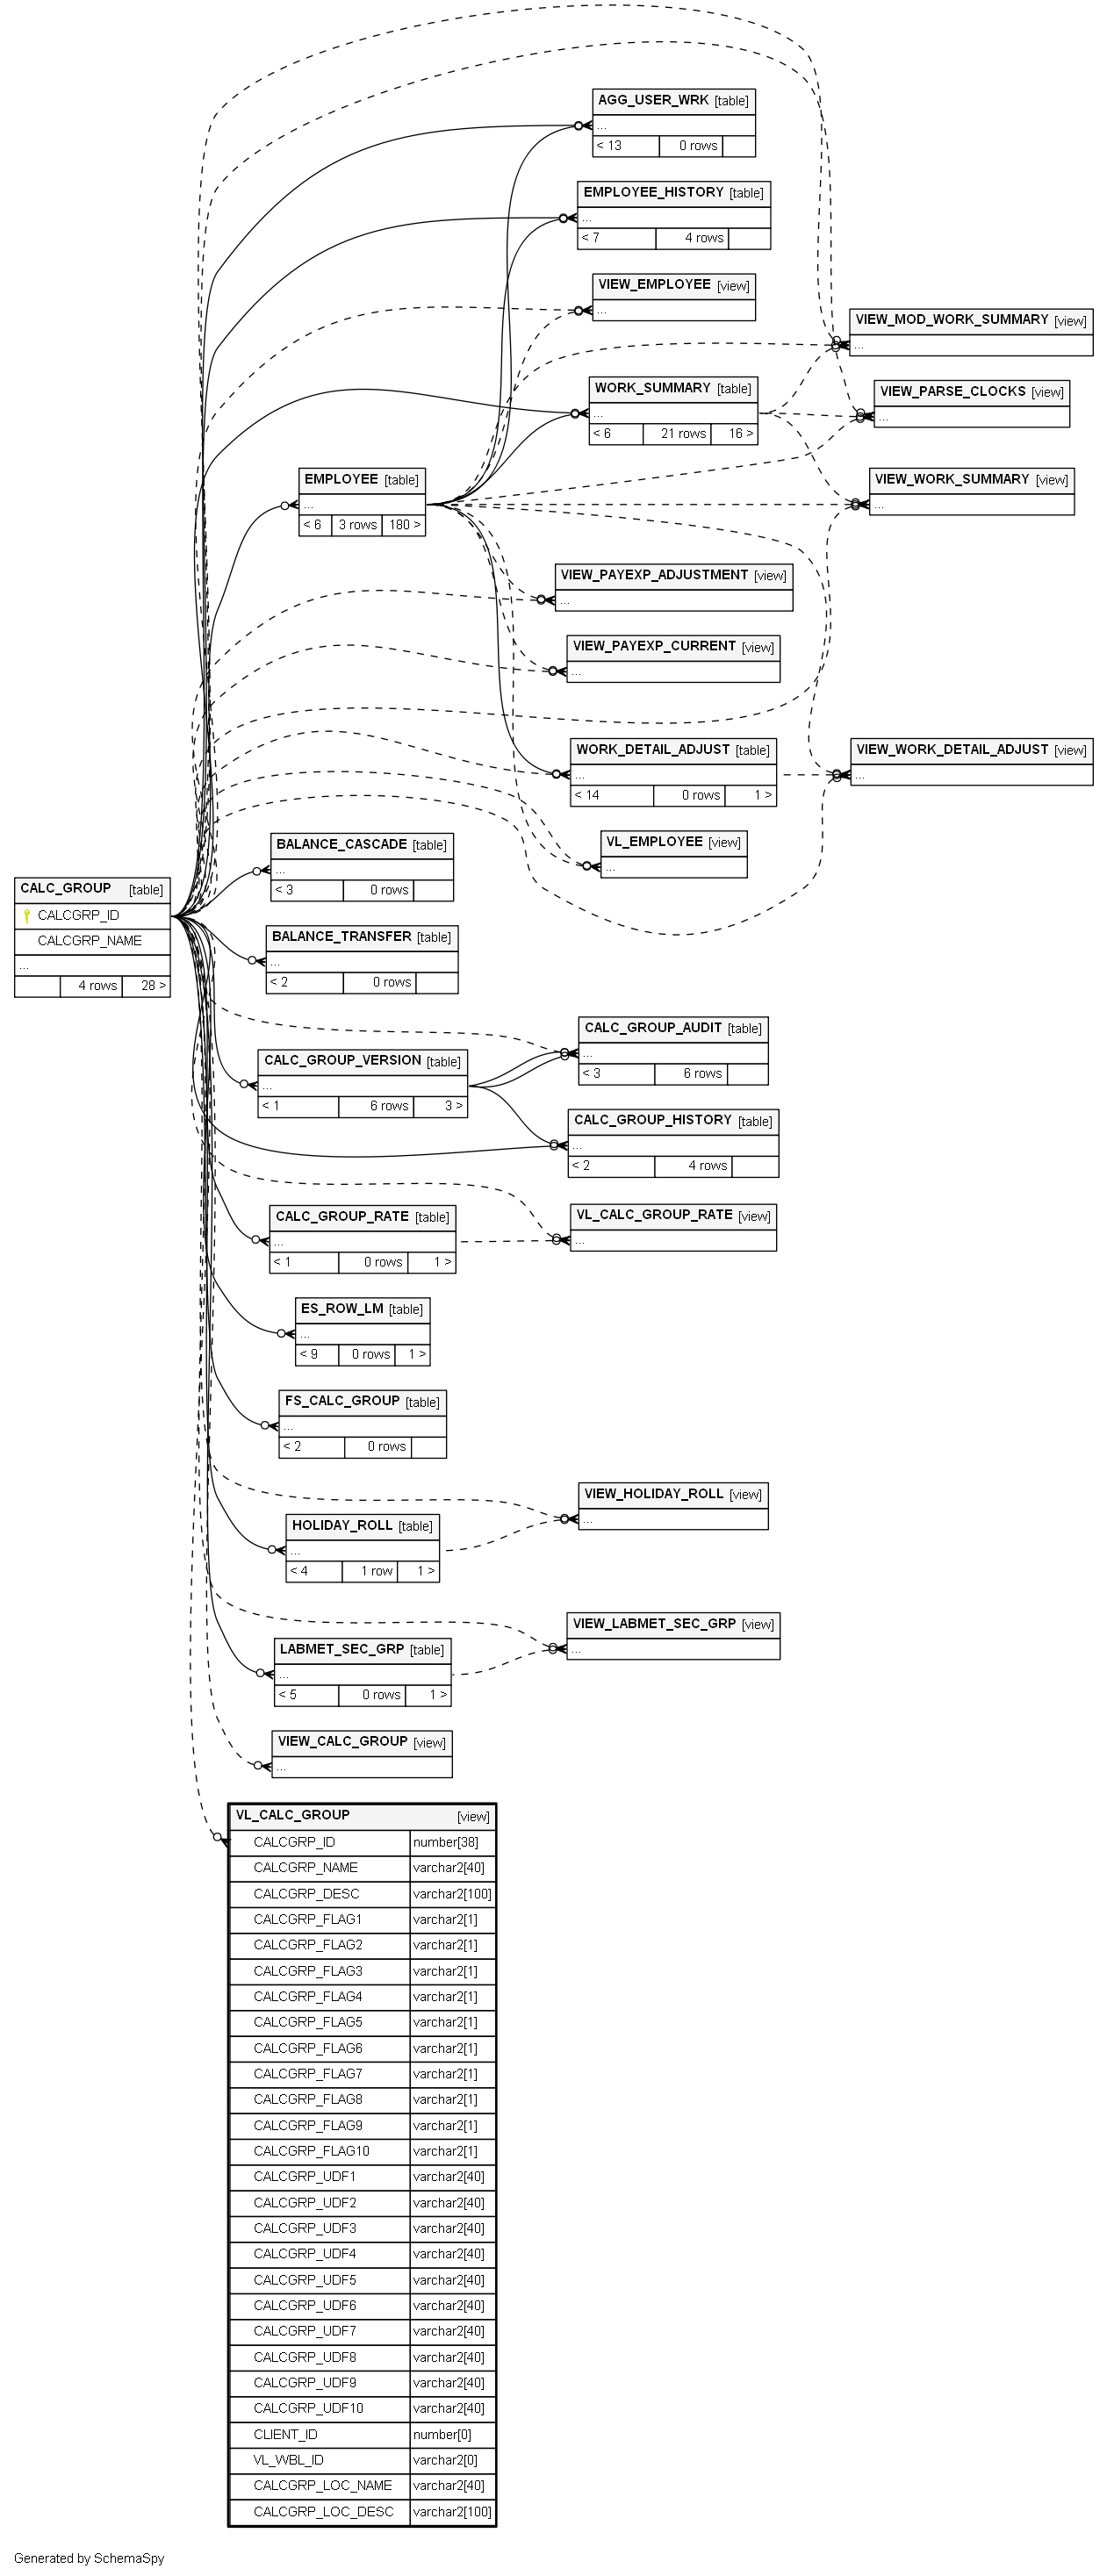 AGG_USER_WRK [table]
...
< 13 0 rows
EMPLOYEE_HISTORY [table]
...
< 7 4 rows
VIEW_EMPLOYEE [view]
...
VIEW_MOD_WORK_SUMMARY [view]
...
WORK_SUMMARY [table]
...
< 6 21 rows 16 >
VIEW_PARSE_CLOCKS [view]
...
EMPLOYEE [table]
...
< 6 3 rows 180 >
VIEW_WORK_SUMMARY [view]
...
VIEW_PAYEXP_ADJUSTMENT [view]
...
VIEW_PAYEXP_CURRENT [view]
...
WORK_DETAIL_ADJUST [table]
...
< 14 0 rows 1 >
VIEW_WORK_DETAIL_ADJUST [view]
...
VL_EMPLOYEE [view]
...
BALANCE_CASCADE [table]
...
< 3 0 rows
CALC_GROUP [table]
CALCGRP_ID
CALCGRP_NAME
...
4 rows 28 >
BALANCE_TRANSFER [table]
...
< 2 0 rows
CALC_GROUP_AUDIT [table]
...
< 3 6 rows
CALC_GROUP_VERSION [table]
...
< 1 6 rows 3 >
CALC_GROUP_HISTORY [table]
...
< 2 4 rows
CALC_GROUP_RATE [table]
...
< 1 0 rows 1 >
VL_CALC_GROUP_RATE [view]
...
ES_ROW_LM [table]
...
< 9 0 rows 1 >
FS_CALC_GROUP [table]
...
< 2 0 rows
VIEW_HOLIDAY_ROLL [view]
...
HOLIDAY_ROLL [table]
...
< 4 1 row 1 >
VIEW_LABMET_SEC_GRP [view]
...
LABMET_SEC_GRP [table]
...
< 5 0 rows 1 >
VIEW_CALC_GROUP [view]
...
VL_CALC_GROUP [view]
CALCGRP_ID number[38]
CALCGRP_NAME varchar2[40]
CALCGRP_DESC varchar2[100]
CALCGRP_FLAG1 varchar2[1]
CALCGRP_FLAG2 varchar2[1]
CALCGRP_FLAG3 varchar2[1]
CALCGRP_FLAG4 varchar2[1]
CALCGRP_FLAG5 varchar2[1]
CALCGRP_FLAG6 varchar2[1]
CALCGRP_FLAG7 varchar2[1]
CALCGRP_FLAG8 varchar2[1]
CALCGRP_FLAG9 varchar2[1]
CALCGRP_FLAG10 varchar2[1]
CALCGRP_UDF1 varchar2[40]
CALCGRP_UDF2 varchar2[40]
CALCGRP_UDF3 varchar2[40]
CALCGRP_UDF4 varchar2[40]
CALCGRP_UDF5 varchar2[40]
CALCGRP_UDF6 varchar2[40]
CALCGRP_UDF7 varchar2[40]
CALCGRP_UDF8 varchar2[40]
CALCGRP_UDF9 varchar2[40]
CALCGRP_UDF10 varchar2[40]
CLIENT_ID number[0]
VL_WBL_ID varchar2[0]
CALCGRP_LOC_NAME varchar2[40]
CALCGRP_LOC_DESC varchar2[100]
Generated by SchemaSpy